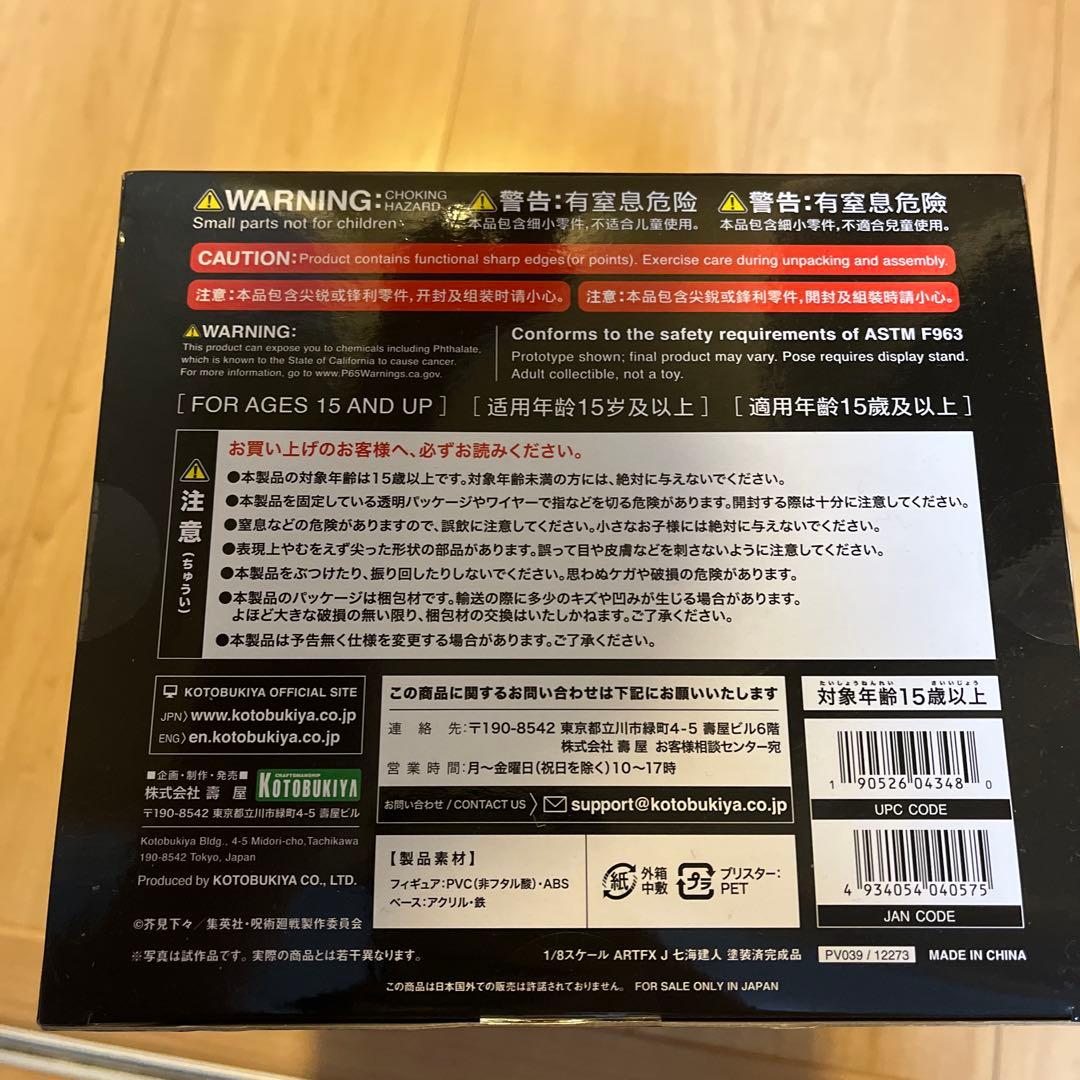 ⚠WARNING: CHOKING HAZARD
Small parts not for children
⚠警告:有窒息危险
本品包含细小零件,不适合儿童使用。
⚠警告:有窒息危險
本品包含細小零件,不適合兒童使用。
CAUTION: Product contains functional sharp edges(or points). Exercise care during unpacking and assembly.
注意:本品包含尖锐或锋利零件,开封及组装时请小心。
注意:本品包含尖銳或鋒利零件,開封及組裝時請小心。
⚠WARNING:
This product can expose you to chemicals including Phthalate,
which is known to the State of California to cause cancer.
For more information, go to www.P65Warnings.ca.gov.
Conforms to the safety requirements of ASTM F963
Prototype shown; final product may vary. Pose requires display stand.
Adult collectible, not a toy.
[ FOR AGES 15 AND UP ] [ 适用年龄15岁及以上 ] [ 適用年齡15歲及以上 ]
注意(ちゅうい)
お買い上げのお客様へ、必ずお読みください。
●本製品の対象年齢は15歳以上です。対象年齢未満の方には、絶対に与えないでください。
●本製品を固定している透明パッケージやワイヤーで指などを切る危険があります。開封する際は十分に注意してください。
●窒息などの危険がありますので、誤飲に注意してください。小さなお子様には絶対に与えないでください。
●表現上やむをえず尖った形状の部品があります。誤って目や皮膚などを刺さないように注意してください。
●本製品をぶつけたり、振り回したりしないでください。思わぬケガや破損の危険があります。
●本製品のパッケージは梱包材です。輸送の際に多少のキズや凹みが生じる場合があります。
よほど大きな破損の無い限り、梱包材の交換はいたしかねます。ご了承ください。
●本製品は予告無く仕様を変更する場合があります。ご了承ください。
KOTOBUKIYA OFFICIAL SITE
JPN〉www.kotobukiya.co.jp
ENG〉en.kotobukiya.co.jp
■企画・制作・発売■
株式会社 壽 屋
CRAFTSMANSHIP
KOTOBUKIYA
〒190-8542 東京都立川市緑町4-5 壽屋ビル
Kotobukiya Bldg., 4-5 Midori-cho,Tachikawa
190-8542 Tokyo, Japan
Produced by KOTOBUKIYA CO., LTD.
©芥見下々／集英社・呪術廻戦製作委員会
この商品に関するお問い合わせは下記にお願いいたします
連 絡 先:〒190-8542 東京都立川市緑町4-5 壽屋ビル6階
株式会社 壽 屋 お客様相談センター宛
営業時間:月〜金曜日(祝日を除く)10〜17時
お問い合わせ / CONTACT US 〉 support@kotobukiya.co.jp
【製品素材】
フィギュア:PVC(非フタル酸)・ABS
ベース:アクリル・鉄
紙 外箱
中敷
プラ ブリスター:
PET
たいしょうねんれい さいいじょう
対象年齢15歳以上
1 90526 04348 0
UPC CODE
4 934054 040575
JAN CODE
※写真は試作品です。実際の商品とは若干異なります。
1/8スケール ARTFX J 七海建人 塗装済完成品
PV039 / 12273
MADE IN CHINA
この商品は日本国外での販売は許諾されておりません。 FOR SALE ONLY IN JAPAN